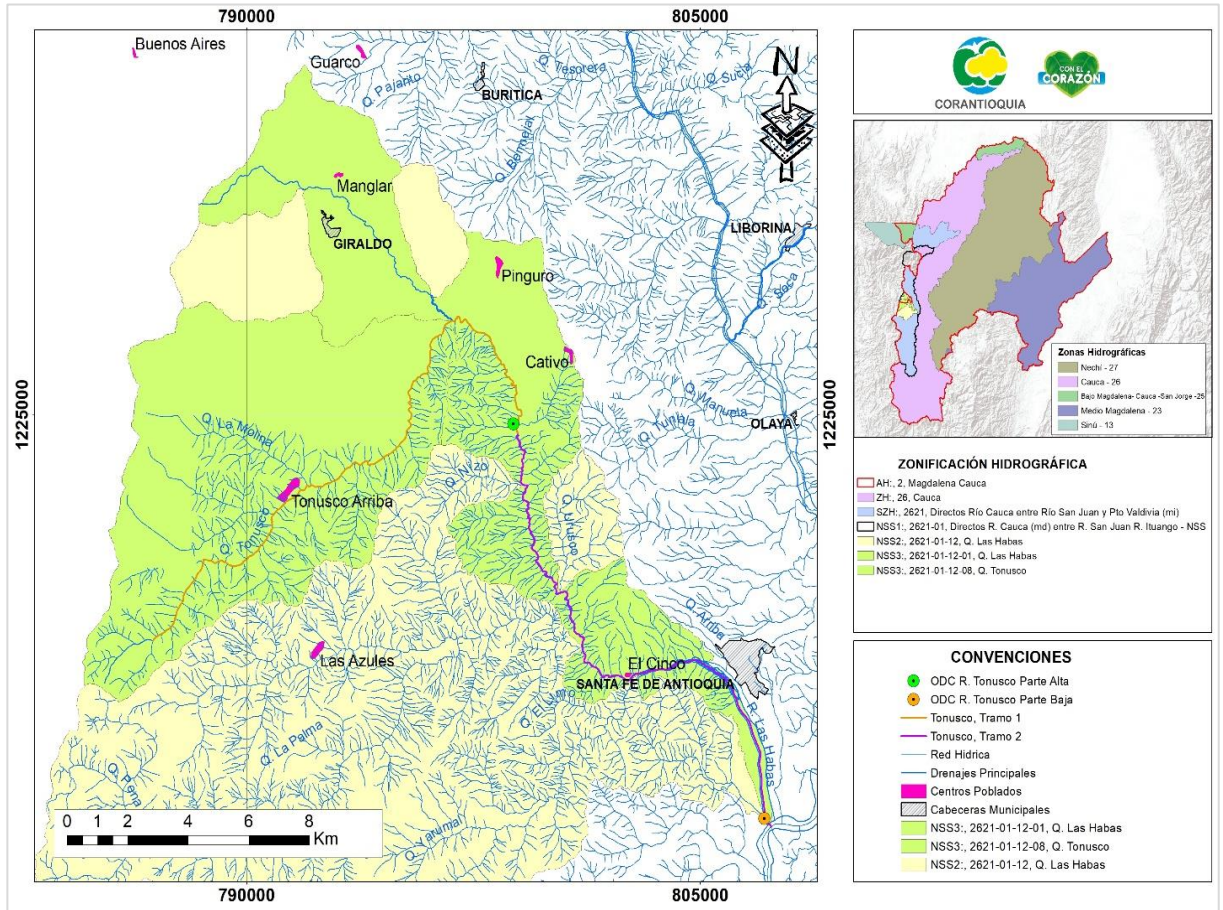 790000
805000
Buenos Aires
Guarco
Q. Pajarito
BURITICA
Q. Tesorera
Q. Sucia
N
Q. Bermejal
Manglar
GIRALDO
LIBORINA
Pinguro
Q. Seca
Cativo
1225000
1225000
Q. Manuela
OLAYA
Q. Tunala
Q. La Molina
Q. Nizo
Tonusco Arriba
Q. Tonusco
Q. Urusco
Q. Arriba
Las Azules
El Cinco
SANTA FE DE ANTIOQUIA
R. Las Habas
Q. La Palma
Q. Pena
Q. Yarumal
0 1 2 4 6 8
Km
790000
805000
CORANTIOQUIA
CON EL
CORAZÓN
Zonas Hidrográficas
Nechí - 27
Cauca - 26
Bajo Magdalena- Cauca -San Jorge -25
Medio Magdalena - 23
Sinú - 13
ZONIFICACIÓN HIDROGRÁFICA
AH:, 2, Magdalena Cauca
ZH:, 26, Cauca
SZH:, 2621, Directos Río Cauca entre Río San Juan y Pto Valdivia (mi)
NSS1:, 2621-01, Directos R. Cauca (md) entre R. San Juan R. Ituango - NSS
NSS2:, 2621-01-12, Q. Las Habas
NSS3:, 2621-01-12-01, Q. Las Habas
NSS3:, 2621-01-12-08, Q. Tonusco
CONVENCIONES
ODC R. Tonusco Parte Alta
ODC R. Tonusco Parte Baja
Tonusco, Tramo 1
Tonusco, Tramo 2
Red Hidrica
Drenajes Principales
Centros Poblados
Cabeceras Municipales
NSS3:, 2621-01-12-01, Q. Las Habas
NSS3:, 2621-01-12-08, Q. Tonusco
NSS2:, 2621-01-12, Q. Las Habas